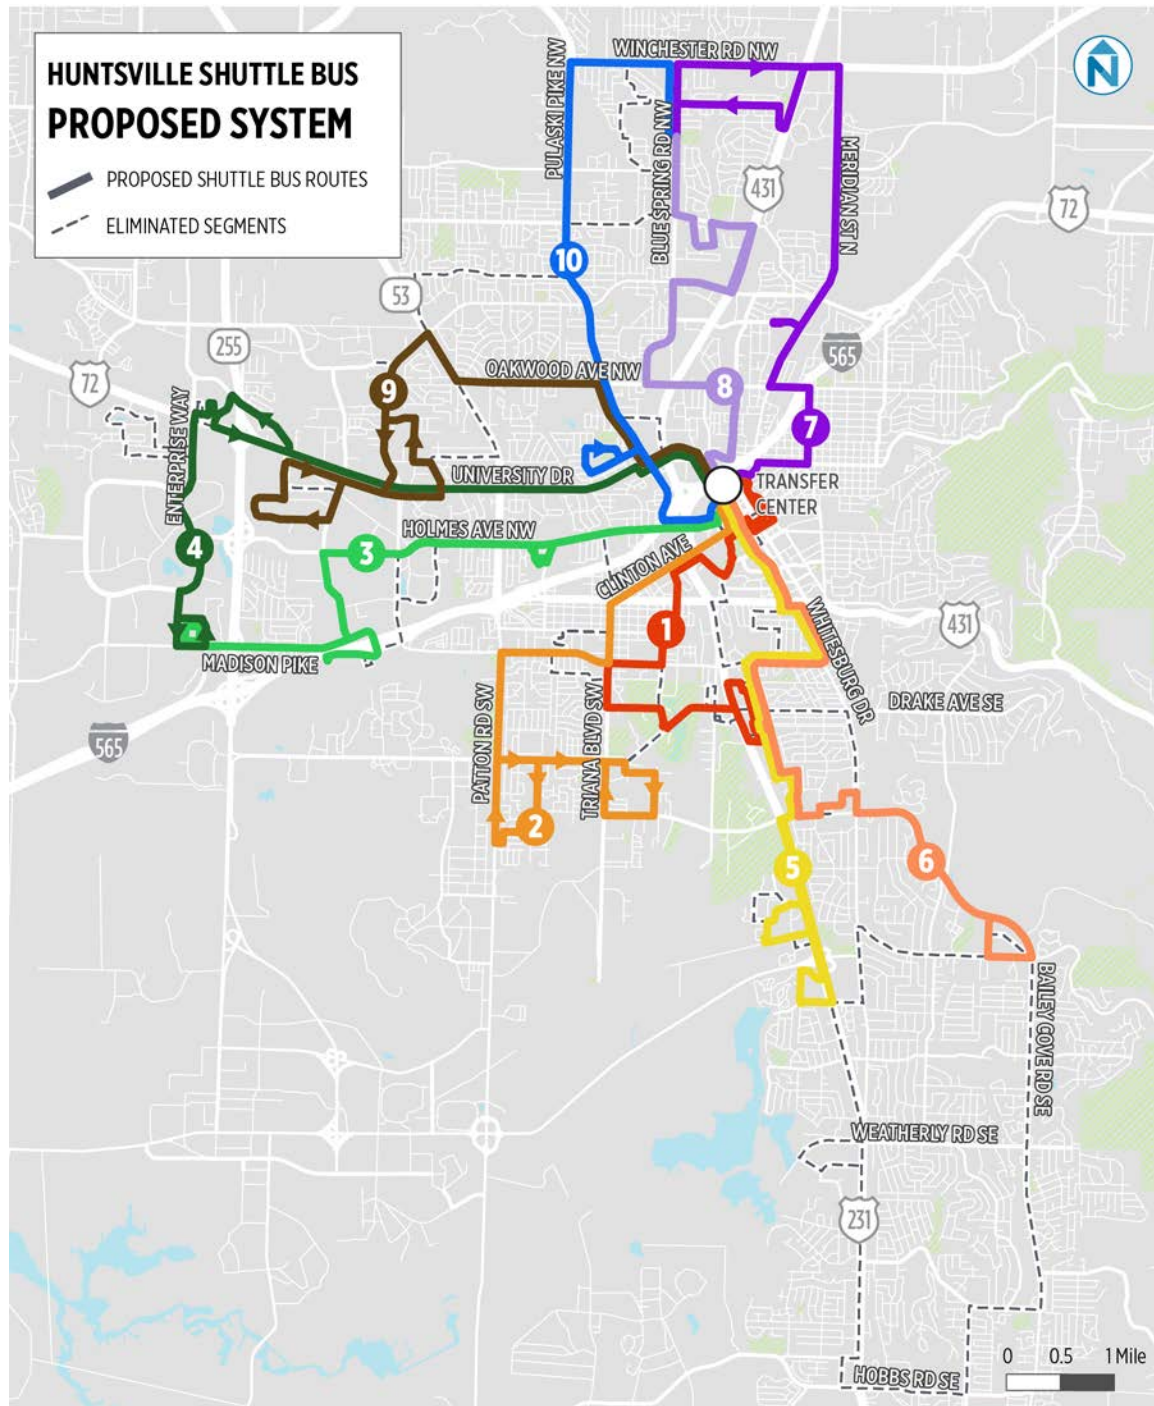 HUNTSVILLE SHUTTLE BUS
PROPOSED SYSTEM
PROPOSED SHUTTLE BUS ROUTES
ELIMINATED SEGMENTS
N
WINCHESTER RD NW
PULASKI PIKE NW
BLUE SPRING RD NW
MERIDIAN ST N
431
72
10
53
565
255
72
OAKWOOD AVE NW
9
8
7
ENTERPRISE WAY
UNIVERSITY DR
TRANSFER
CENTER
HOLMES AVE NW
4
3
CLINTON AVE
1
WHITESBURG DR
431
MADISON PIKE
DRAKE AVE SE
565
PATTON RD SW
TRIANA BLVD SW
2
5
6
BAILEY COVE RD SE
WEATHERLY RD SE
231
0 0.5 1 Mile
HOBBS RD SE